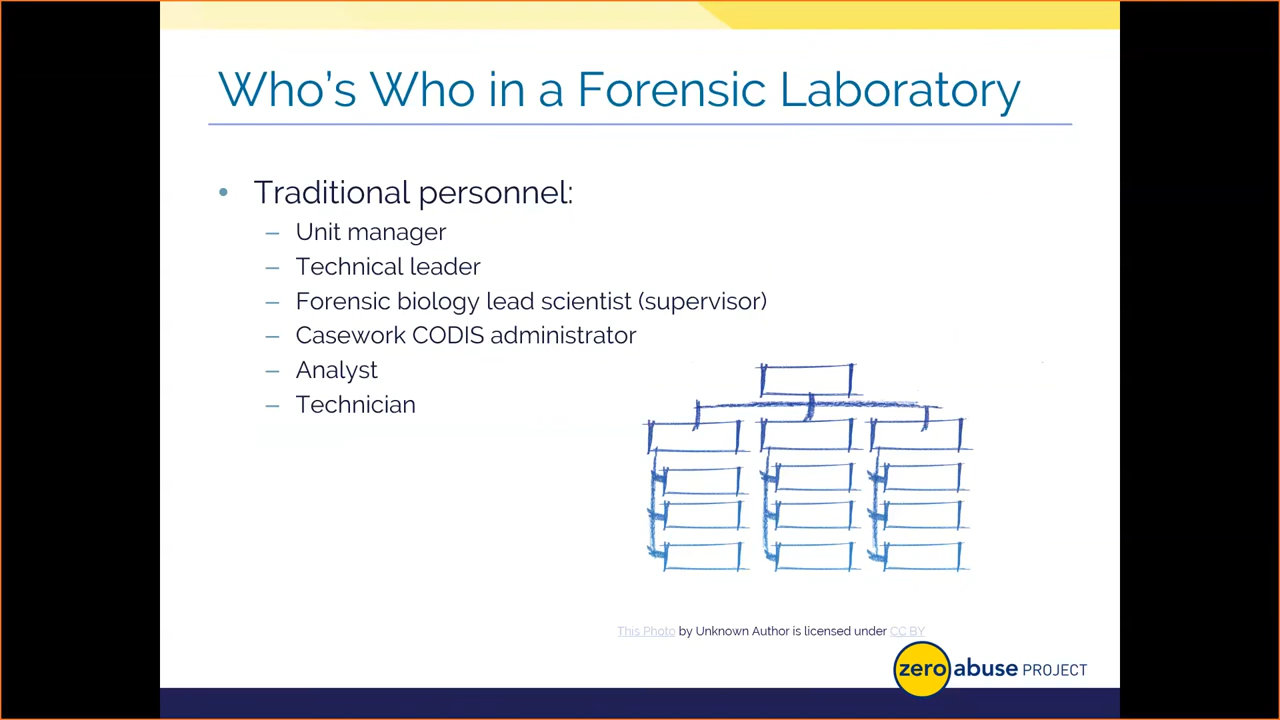 Who's Who in a Forensic Laboratory
• Traditional personnel:
– Unit manager
– Technical leader
– Forensic biology lead scientist (supervisor)
– Casework CODIS administrator
– Analyst
– Technician
This Photo by Unknown Author is licensed under CC BY
zero abuse PROJECT